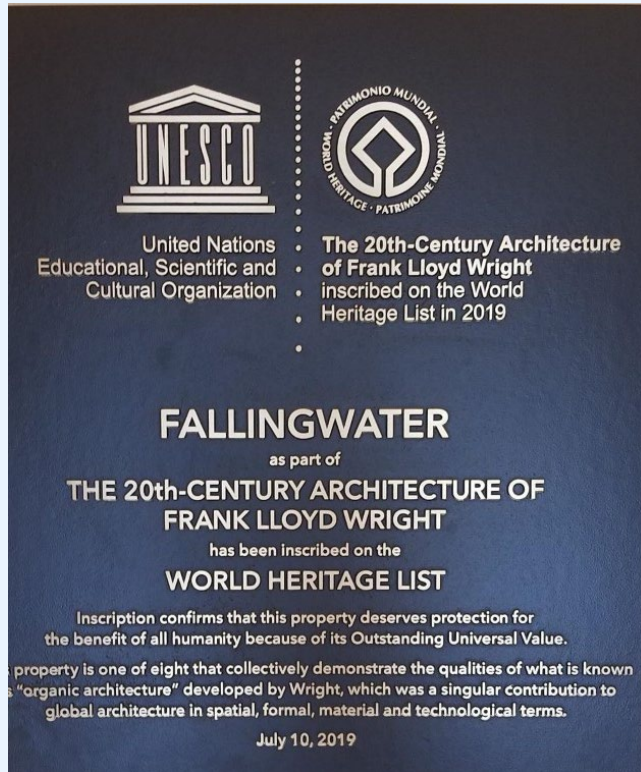 UNESCO
United Nations
Educational, Scientific and
Cultural Organization
WORLD HERITAGE · PATRIMONIO MUNDIAL · PATRIMOINE MONDIAL ·
The 20th-Century Architecture
of Frank Lloyd Wright
inscribed on the World
Heritage List in 2019
FALLINGWATER
as part of
THE 20th-CENTURY ARCHITECTURE OF
FRANK LLOYD WRIGHT
has been inscribed on the
WORLD HERITAGE LIST
Inscription confirms that this property deserves protection for
the benefit of all humanity because of its Outstanding Universal Value.
property is one of eight that collectively demonstrate the qualities of what is known
"organic architecture" developed by Wright, which was a singular contribution to
global architecture in spatial, formal, material and technological terms.
July 10, 2019